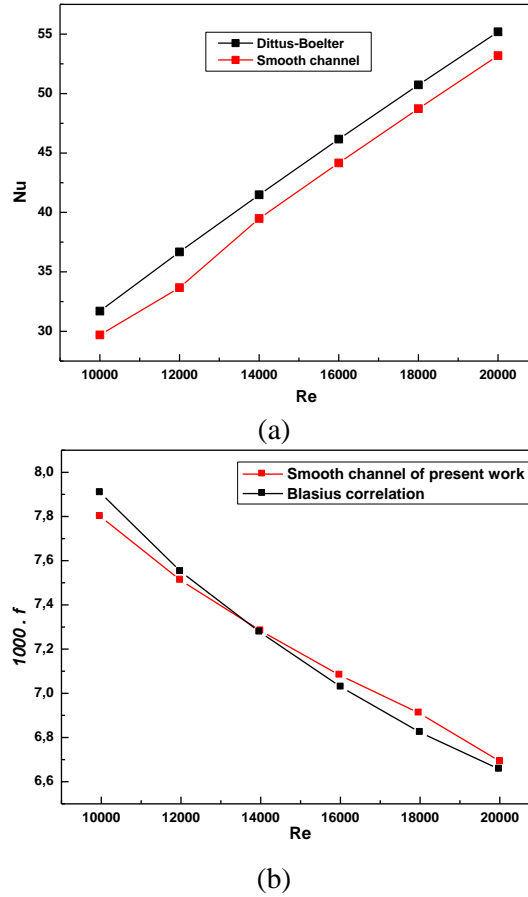 55
50
45
40
35
30
Nu
Dittus-Boelter
Smooth channel
10000 12000 14000 16000 18000 20000
Re
(a)
8,0
7,8
7,6
7,4
7,2
7,0
6,8
6,6
1000 . f
Smooth channel of present work
Blasius correlation
10000 12000 14000 16000 18000 20000
Re
(b)